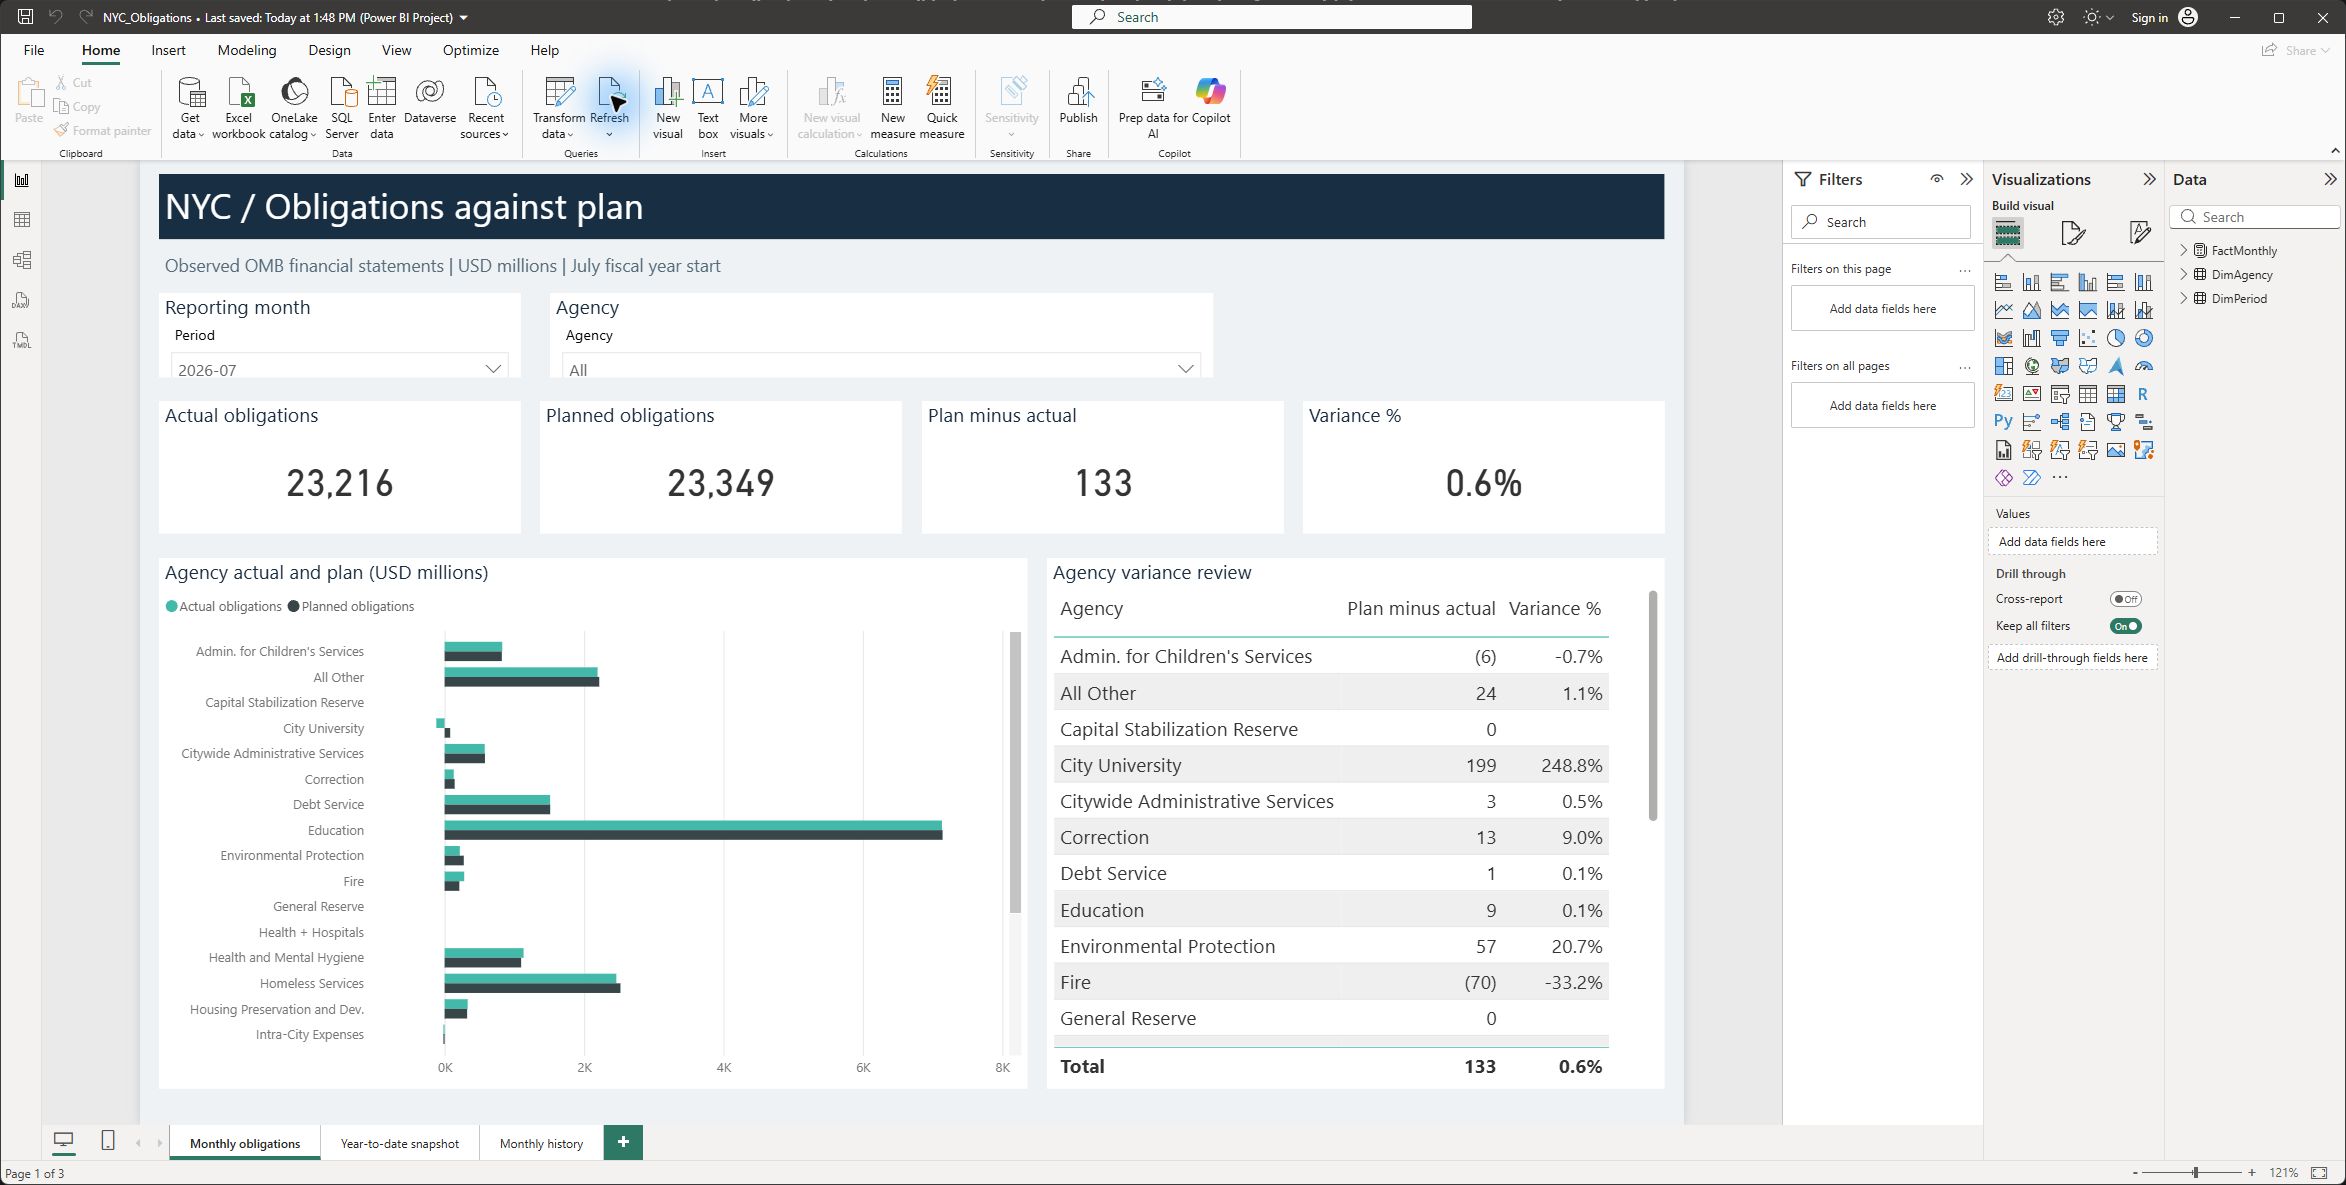 NYC_Obligations • Last saved: Today at 1:48 PM (Power BI Project)
Search
Sign in
File
Home
Insert
Modeling
Design
View
Optimize
Help
Share
Paste
Cut
Copy
Format painter
Clipboard
Get data
Excel workbook
OneLake catalog
SQL Server
Enter data
Dataverse
Recent sources
Data
Transform data
Refresh
Queries
New visual
Text box
More visuals
Insert
New visual calculation
New measure
Quick measure
Calculations
Sensitivity
Sensitivity
Publish
Share
Prep data for AI
Copilot
Copilot
DAX
TMDL
NYC / Obligations against plan
Observed OMB financial statements | USD millions | July fiscal year start
Reporting month
Period
2026-07
Agency
Agency
All
Actual obligations
23,216
Planned obligations
23,349
Plan minus actual
133
Variance %
0.6%
Agency actual and plan (USD millions)
Actual obligations
Planned obligations
Admin. for Children's Services
All Other
Capital Stabilization Reserve
City University
Citywide Administrative Services
Correction
Debt Service
Education
Environmental Protection
Fire
General Reserve
Health + Hospitals
Health and Mental Hygiene
Homeless Services
Housing Preservation and Dev.
Intra-City Expenses
0K 2K 4K 6K 8K
Agency variance review
Agency Plan minus actual Variance %
Admin. for Children's Services (6) -0.7%
All Other 24 1.1%
Capital Stabilization Reserve 0
City University 199 248.8%
Citywide Administrative Services 3 0.5%
Correction 13 9.0%
Debt Service 1 0.1%
Education 9 0.1%
Environmental Protection 57 20.7%
Fire (70) -33.2%
General Reserve 0
Total 133 0.6%
Filters
Search
Filters on this page
Add data fields here
Filters on all pages
Add data fields here
Visualizations
Build visual
R
Py
Values
Add data fields here
Drill through
Cross-report
Off
Keep all filters
On
Add drill-through fields here
Data
Search
FactMonthly
DimAgency
DimPeriod
Monthly obligations
Year-to-date snapshot
Monthly history
+
Page 1 of 3
- + 121%